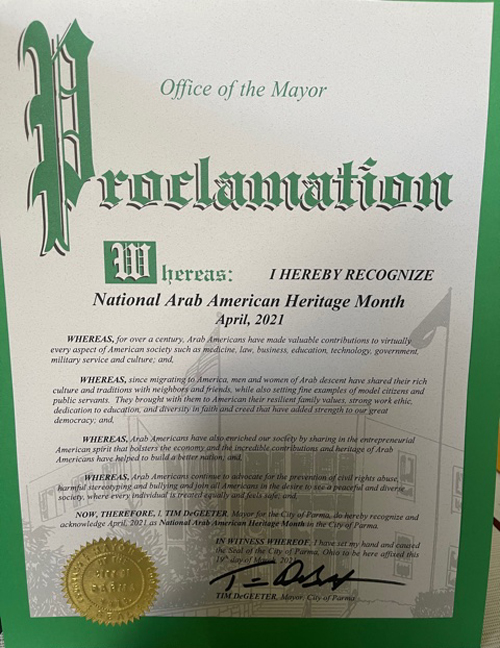 Office of the Mayor
Proclamation
Whereas: I HEREBY RECOGNIZE
National Arab American Heritage Month
April, 2021
WHEREAS, for over a century, Arab Americans have made valuable contributions to virtually
every aspect of American society such as medicine, law, business, education, technology, government,
military service and culture; and,
WHEREAS, since migrating to America, men and women of Arab descent have shared their rich
culture and traditions with neighbors and friends, while also setting fine examples of model citizens and
public servants. They brought with them to American their resilient family values, strong work ethic,
dedication to education, and diversity in faith and creed that have added strength to our great
democracy; and,
WHEREAS, Arab Americans have also enriched our society by sharing in the entrepreneurial
American spirit that bolsters the economy and the incredible contributions and heritage of Arab
Americans have helped to build a better nation; and,
WHEREAS, Arab Americans continue to advocate for the prevention of civil rights abuse,
harmful stereotyping and bullying and join all Americans in the desire to see a peaceful and diverse
society, where every individual is treated equally and feels safe; and,
NOW, THEREFORE, I, TIM DeGEETER, Mayor for the City of Parma, do hereby recognize and
acknowledge April, 2021 as National Arab American Heritage Month in the City of Parma.
IN WITNESS WHEREOF, I have set my hand and caused
the Seal of the City of Parma, Ohio to be here affixed this
19th day of 2021
TIM DeGEETER, Mayor, City of Parma
CITY OF
PARMA